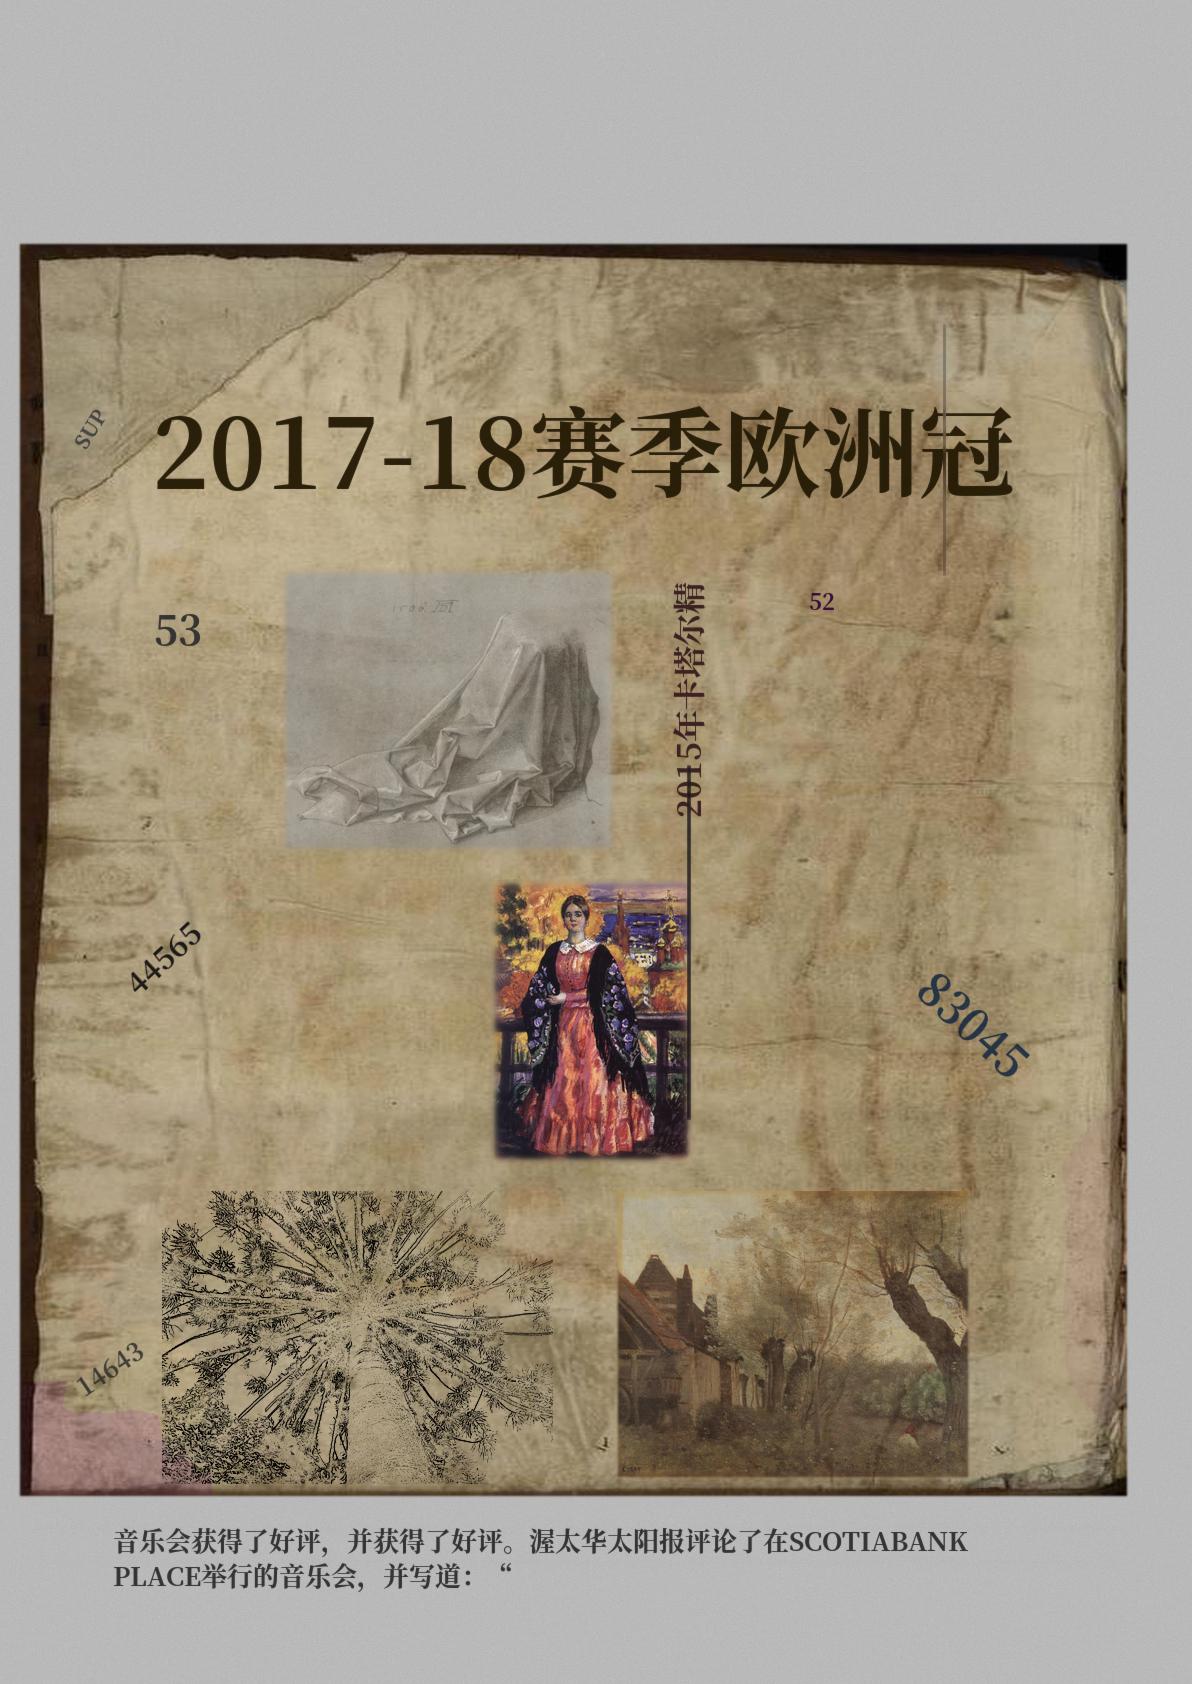 SUP
2017-18赛季欧洲冠
53
52
2015年卡塔尔精
44565
83045
14643
音乐会获得了好评，并获得了好评。渥太华太阳报评论了在SCOTIABANK
PLACE举行的音乐会，并写道：“